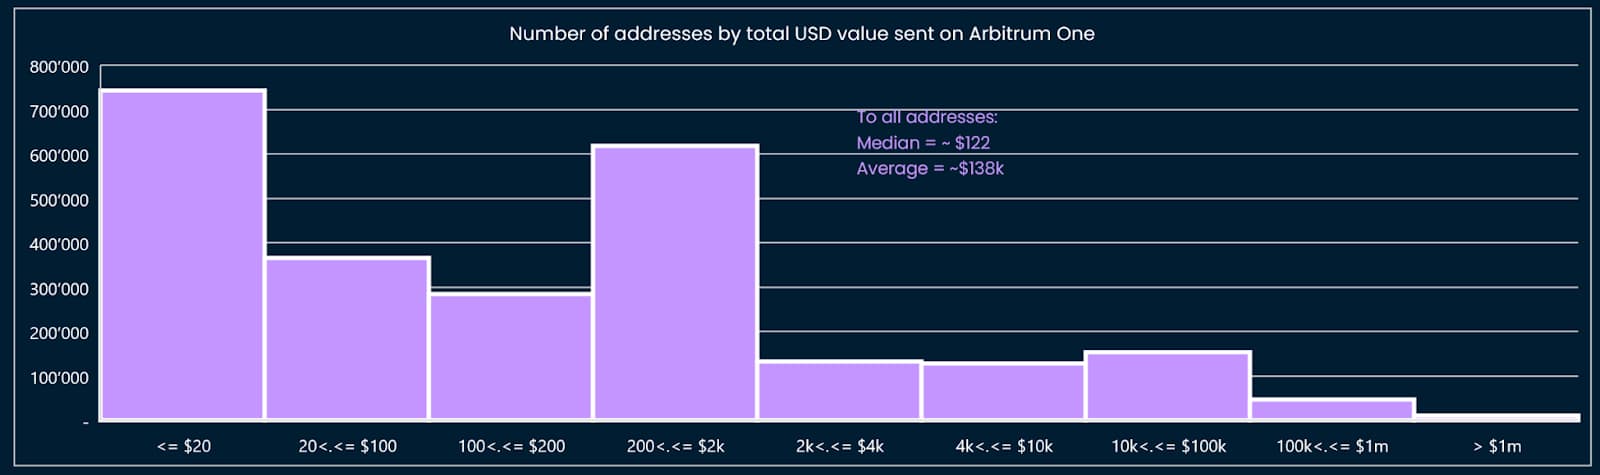 Number of addresses by total USD value sent on Arbitrum One
800’000
700’000
600’000
500’000
400’000
300’000
200’000
100’000
-
To all addresses:
Median = ~ $122
Average = ~$138k
<= $20 20<.<= $100 100<.<= $200 200<.<= $2k 2k<.<= $4k 4k<.<= $10k 10k<.<= $100k 100k<.<= $1m > $1m